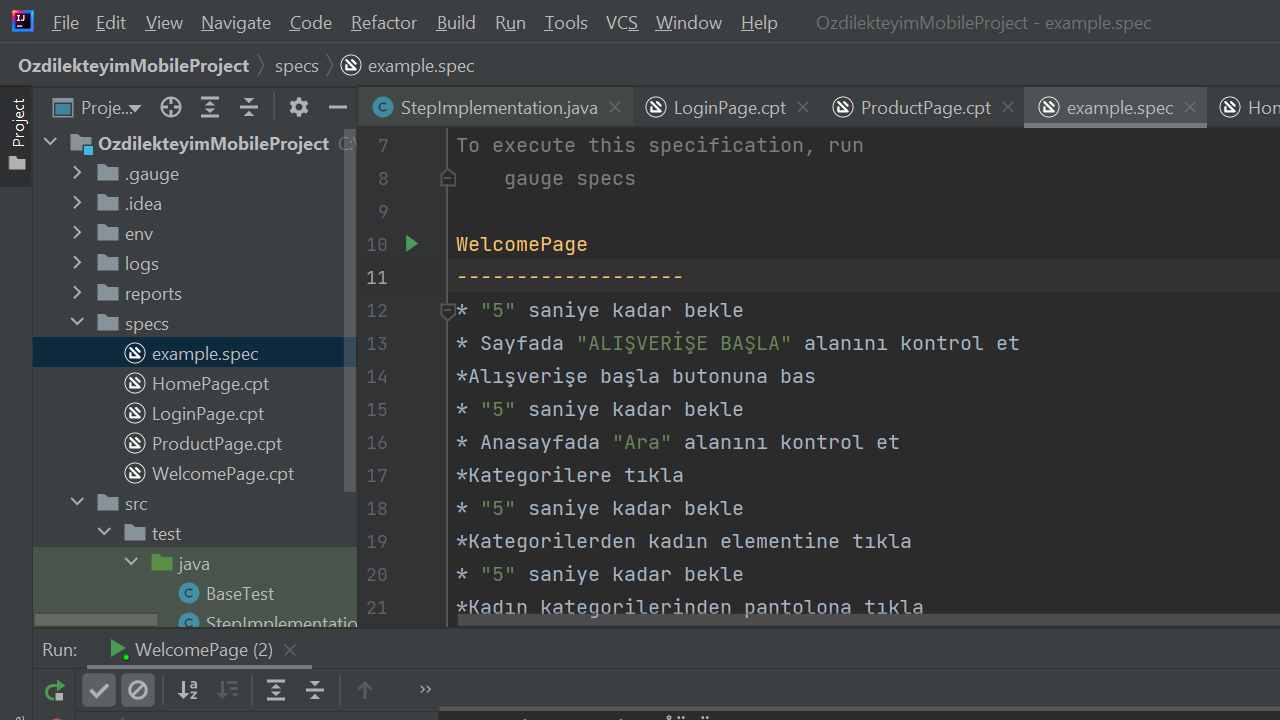 File Edit View Navigate Code Refactor Build Run Tools VCS Window Help OzdilekteyimMobileProject - example.spec
OzdilekteyimMobileProject specs example.spec
Project
Proje...
StepImplementation.java LoginPage.cpt ProductPage.cpt example.spec
OzdilekteyimMobileProject
.gauge
.idea
env
logs
reports
specs
example.spec
HomePage.cpt
LoginPage.cpt
ProductPage.cpt
WelcomePage.cpt
src
test
java
BaseTest
StepImplementatio
7 To execute this specification, run
8 gauge specs
9
10 WelcomePage
11 -------------------
12 * "5" saniye kadar bekle
13 * Sayfada "ALIŞVERİŞE BAŞLA" alanını kontrol et
14 *Alışverişe başla butonuna bas
15 * "5" saniye kadar bekle
16 * Anasayfada "Ara" alanını kontrol et
17 *Kategorilere tıkla
18 * "5" saniye kadar bekle
19 *Kategorilerden kadın elementine tıkla
20 * "5" saniye kadar bekle
21 *Kadın kategorilerinden pantolona tıkla
Run: WelcomePage (2)